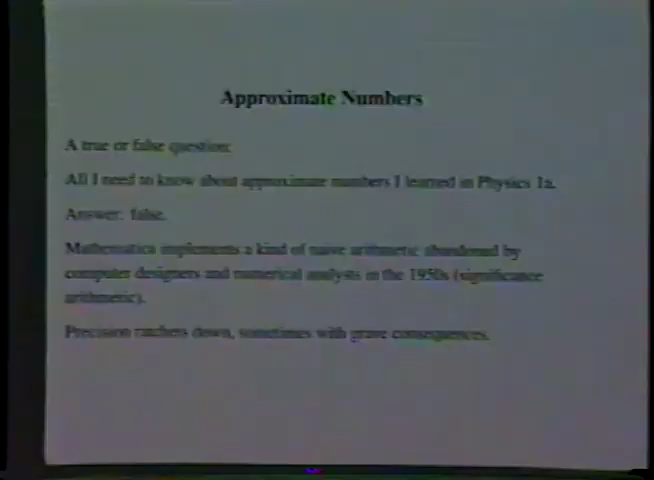 Approximate Numbers
A true or false question:
All I need to know about approximate numbers I learned in Physics 1a.
Answer: false.
Mathematica implements a kind of naive arithmetic abandoned by
computer designers and numerical analysts in the 1950s (significance
arithmetic).
Precision ratchets down, sometimes with grave consequences.